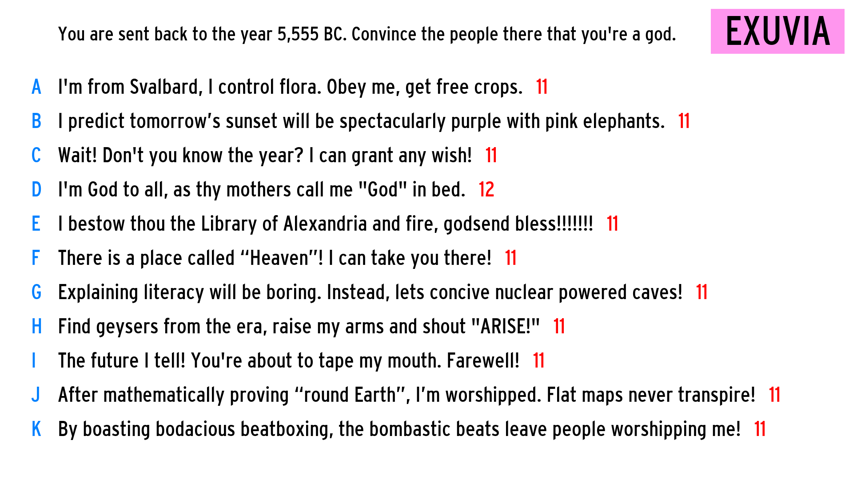 You are sent back to the year 5,555 BC. Convince the people there that you're a god.
EXUVIA
A I'm from Svalbard, I control flora. Obey me, get free crops. 11
B I predict tomorrow’s sunset will be spectacularly purple with pink elephants. 11
C Wait! Don't you know the year? I can grant any wish! 11
D I'm God to all, as thy mothers call me "God" in bed. 12
E I bestow thou the Library of Alexandria and fire, godsend bless!!!!!!! 11
F There is a place called “Heaven”! I can take you there! 11
G Explaining literacy will be boring. Instead, lets concive nuclear powered caves! 11
H Find geysers from the era, raise my arms and shout "ARISE!" 11
I The future I tell! You're about to tape my mouth. Farewell! 11
J After mathematically proving “round Earth”, I’m worshipped. Flat maps never transpire! 11
K By boasting bodacious beatboxing, the bombastic beats leave people worshipping me! 11